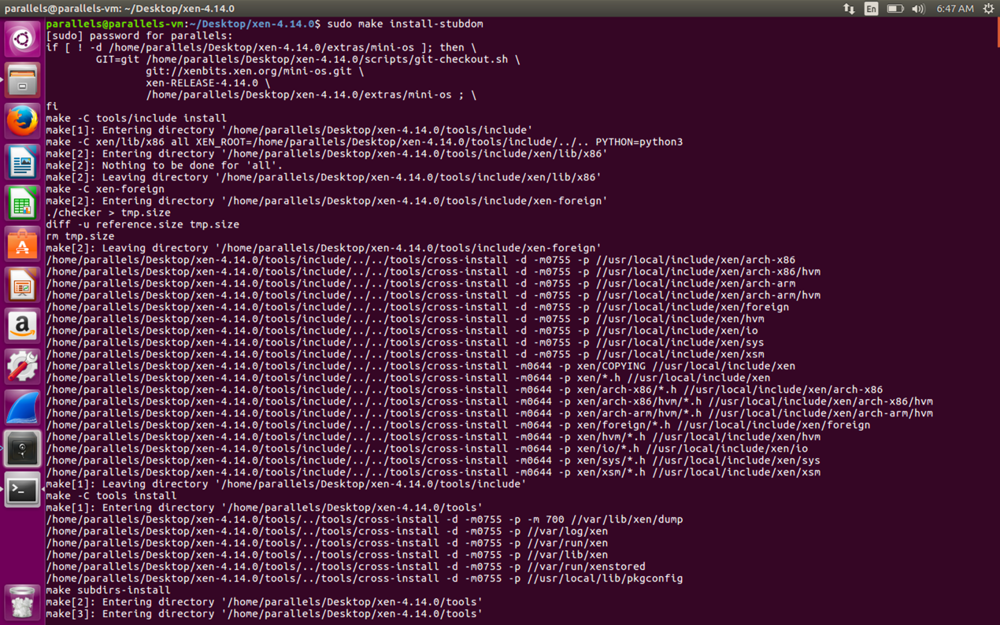 parallels@parallels-vm: ~/Desktop/xen-4.14.0
En
6:47 AM
parallels@parallels-vm:~/Desktop/xen-4.14.0$ sudo make install-stubdom
[sudo] password for parallels:
if [ ! -d /home/parallels/Desktop/xen-4.14.0/extras/mini-os ]; then \
        GIT=git /home/parallels/Desktop/xen-4.14.0/scripts/git-checkout.sh \
                git://xenbits.xen.org/mini-os.git \
                xen-RELEASE-4.14.0 \
                /home/parallels/Desktop/xen-4.14.0/extras/mini-os ; \
fi
make -C tools/include install
make[1]: Entering directory '/home/parallels/Desktop/xen-4.14.0/tools/include'
make -C xen/lib/x86 all XEN_ROOT=/home/parallels/Desktop/xen-4.14.0/tools/include/../.. PYTHON=python3
make[2]: Entering directory '/home/parallels/Desktop/xen-4.14.0/tools/include/xen/lib/x86'
make[2]: Nothing to be done for 'all'.
make[2]: Leaving directory '/home/parallels/Desktop/xen-4.14.0/tools/include/xen/lib/x86'
make -C xen-foreign
make[2]: Entering directory '/home/parallels/Desktop/xen-4.14.0/tools/include/xen-foreign'
./checker > tmp.size
diff -u reference.size tmp.size
rm tmp.size
make[2]: Leaving directory '/home/parallels/Desktop/xen-4.14.0/tools/include/xen-foreign'
/home/parallels/Desktop/xen-4.14.0/tools/include/../../tools/cross-install -d -m0755 -p //usr/local/include/xen/arch-x86
/home/parallels/Desktop/xen-4.14.0/tools/include/../../tools/cross-install -d -m0755 -p //usr/local/include/xen/arch-x86/hvm
/home/parallels/Desktop/xen-4.14.0/tools/include/../../tools/cross-install -d -m0755 -p //usr/local/include/xen/arch-arm
/home/parallels/Desktop/xen-4.14.0/tools/include/../../tools/cross-install -d -m0755 -p //usr/local/include/xen/arch-arm/hvm
/home/parallels/Desktop/xen-4.14.0/tools/include/../../tools/cross-install -d -m0755 -p //usr/local/include/xen/foreign
/home/parallels/Desktop/xen-4.14.0/tools/include/../../tools/cross-install -d -m0755 -p //usr/local/include/xen/hvm
/home/parallels/Desktop/xen-4.14.0/tools/include/../../tools/cross-install -d -m0755 -p //usr/local/include/xen/io
/home/parallels/Desktop/xen-4.14.0/tools/include/../../tools/cross-install -d -m0755 -p //usr/local/include/xen/sys
/home/parallels/Desktop/xen-4.14.0/tools/include/../../tools/cross-install -d -m0755 -p //usr/local/include/xen/xsm
/home/parallels/Desktop/xen-4.14.0/tools/include/../../tools/cross-install -m0644 -p xen/COPYING //usr/local/include/xen
/home/parallels/Desktop/xen-4.14.0/tools/include/../../tools/cross-install -m0644 -p xen/*.h //usr/local/include/xen
/home/parallels/Desktop/xen-4.14.0/tools/include/../../tools/cross-install -m0644 -p xen/arch-x86/*.h //usr/local/include/xen/arch-x86
/home/parallels/Desktop/xen-4.14.0/tools/include/../../tools/cross-install -m0644 -p xen/arch-x86/hvm/*.h //usr/local/include/xen/arch-x86/hvm
/home/parallels/Desktop/xen-4.14.0/tools/include/../../tools/cross-install -m0644 -p xen/arch-arm/hvm/*.h //usr/local/include/xen/arch-arm/hvm
/home/parallels/Desktop/xen-4.14.0/tools/include/../../tools/cross-install -m0644 -p xen/foreign/*.h //usr/local/include/xen/foreign
/home/parallels/Desktop/xen-4.14.0/tools/include/../../tools/cross-install -m0644 -p xen/hvm/*.h //usr/local/include/xen/hvm
/home/parallels/Desktop/xen-4.14.0/tools/include/../../tools/cross-install -m0644 -p xen/io/*.h //usr/local/include/xen/io
/home/parallels/Desktop/xen-4.14.0/tools/include/../../tools/cross-install -m0644 -p xen/sys/*.h //usr/local/include/xen/sys
/home/parallels/Desktop/xen-4.14.0/tools/include/../../tools/cross-install -m0644 -p xen/xsm/*.h //usr/local/include/xen/xsm
make[1]: Leaving directory '/home/parallels/Desktop/xen-4.14.0/tools/include'
make -C tools install
make[1]: Entering directory '/home/parallels/Desktop/xen-4.14.0/tools'
/home/parallels/Desktop/xen-4.14.0/tools/../tools/cross-install -d -m0755 -p -m 700 //var/lib/xen/dump
/home/parallels/Desktop/xen-4.14.0/tools/../tools/cross-install -d -m0755 -p //var/log/xen
/home/parallels/Desktop/xen-4.14.0/tools/../tools/cross-install -d -m0755 -p //var/run/xen
/home/parallels/Desktop/xen-4.14.0/tools/../tools/cross-install -d -m0755 -p //var/lib/xen
/home/parallels/Desktop/xen-4.14.0/tools/../tools/cross-install -d -m0755 -p //var/run/xenstored
/home/parallels/Desktop/xen-4.14.0/tools/../tools/cross-install -d -m0755 -p //usr/local/lib/pkgconfig
make subdirs-install
make[2]: Entering directory '/home/parallels/Desktop/xen-4.14.0/tools'
make[3]: Entering directory '/home/parallels/Desktop/xen-4.14.0/tools'